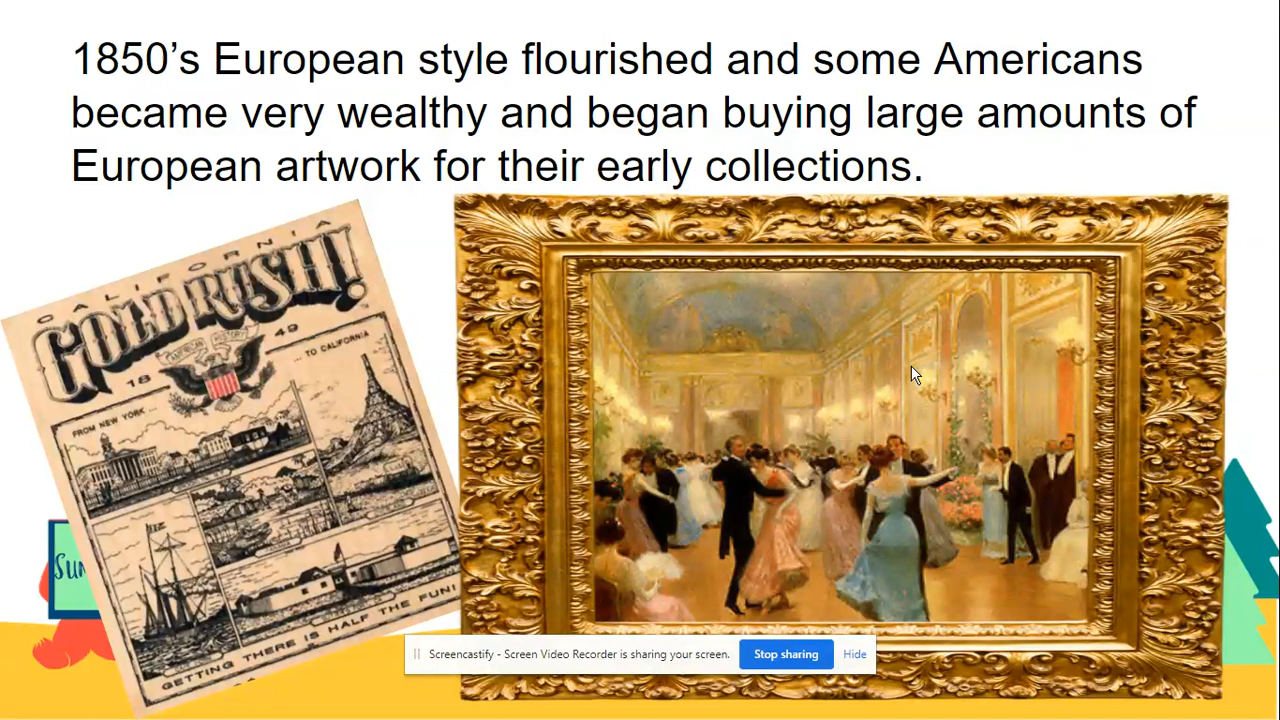 1850’s European style flourished and some Americans
became very wealthy and began buying large amounts of
European artwork for their early collections.
CALIFORNIA
GOLD RUSH!
18 49
... TO CALIFORNIA
FROM NEW YORK ...
GETTING THERE IS HALF THE FUN!
Screencastify - Screen Video Recorder is sharing your screen.
Stop sharing
Hide